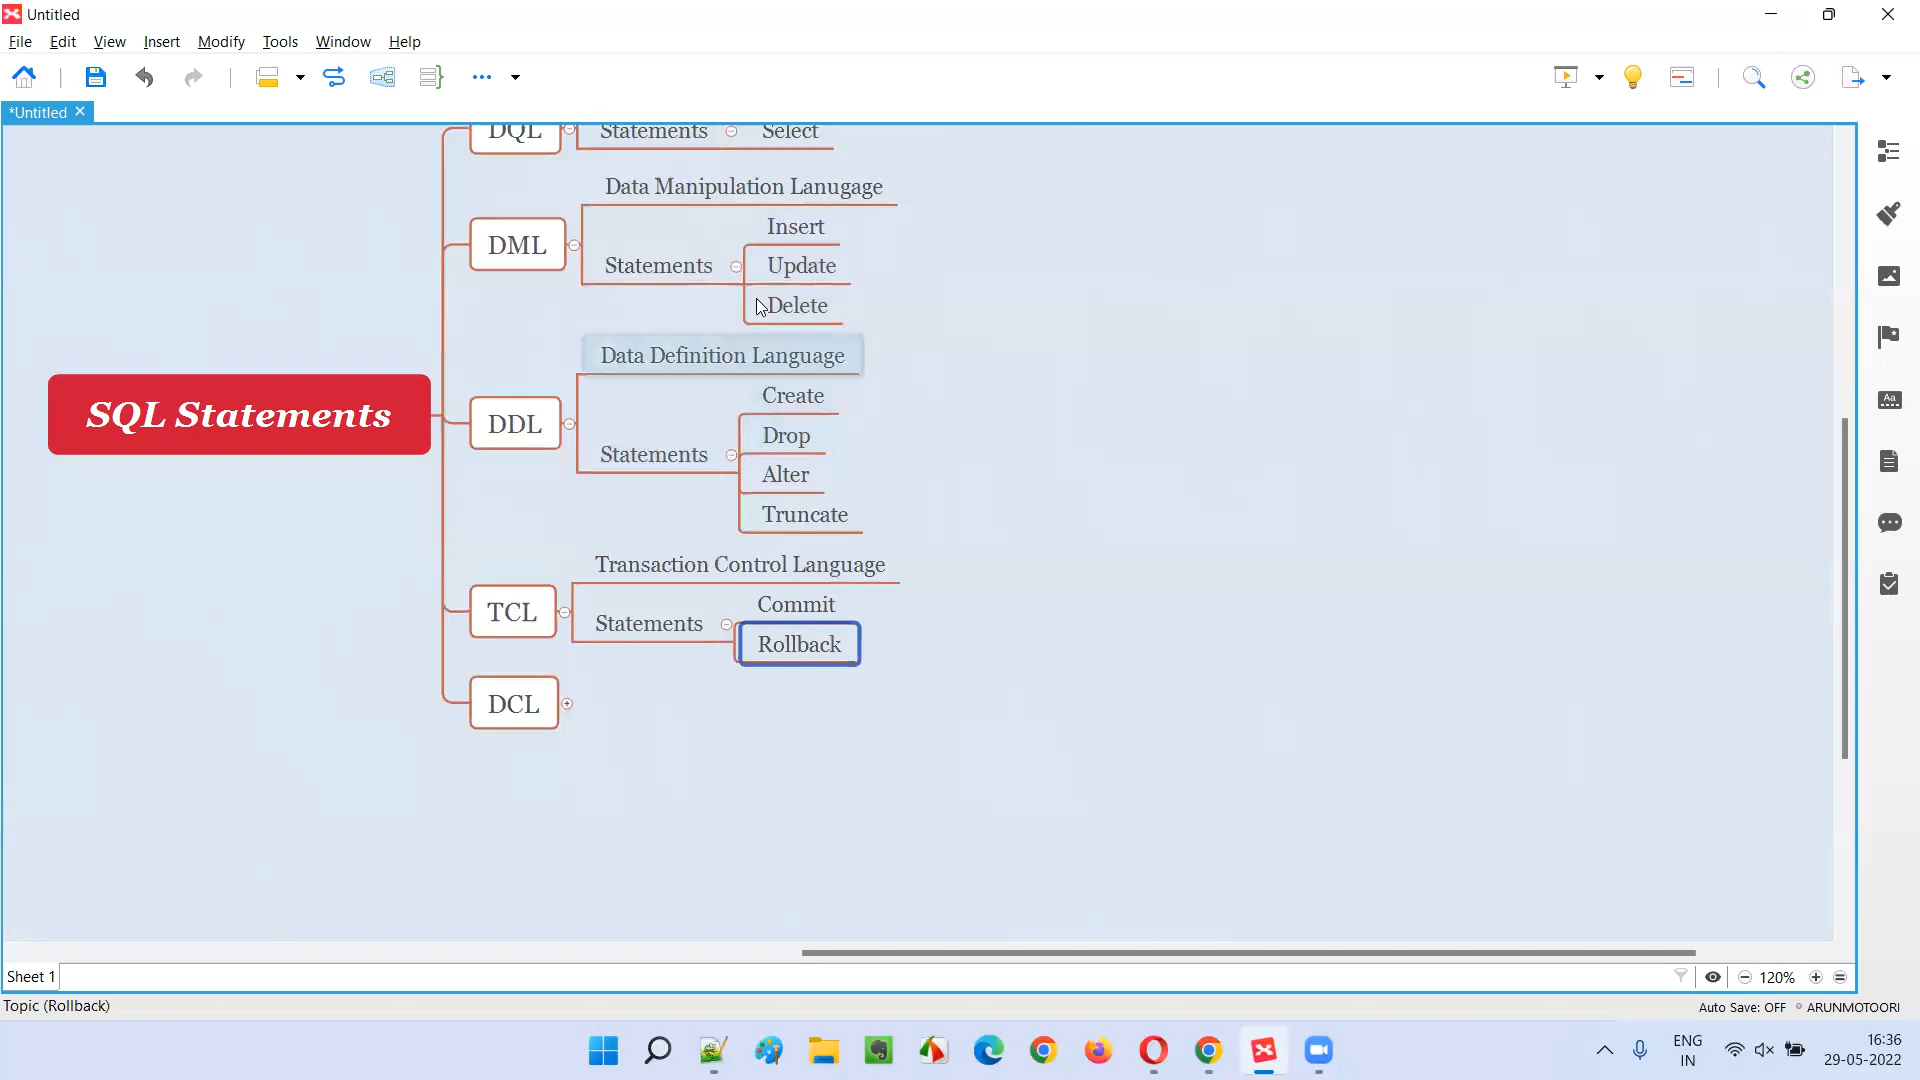 Untitled
File Edit View Insert Modify Tools Window Help
*Untitled
DQL
Statements
Select
Data Manipulation Lanugage
DML
Statements
Insert
Update
Delete
SQL Statements
Data Definition Language
DDL
Statements
Create
Drop
Alter
Truncate
Transaction Control Language
TCL
Statements
Commit
Rollback
DCL
Aa
Sheet 1
120%
Topic (Rollback)
Auto Save: OFF ARUNMOTOORI
ENG
IN
16:36
29-05-2022